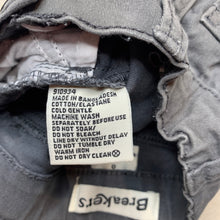 910934
MADE IN BANGLADESH
COTTON/ELASTANE
COLD GENTLE
MACHINE WASH
SEPARATELY BEFORE USE
DO NOT SOAK
DO NOT BLEACH
LINE DRY WITHOUT DELAY
DO NOT TUMBLE DRY
WARM IRON
DO NOT DRY CLEAN
Breakers